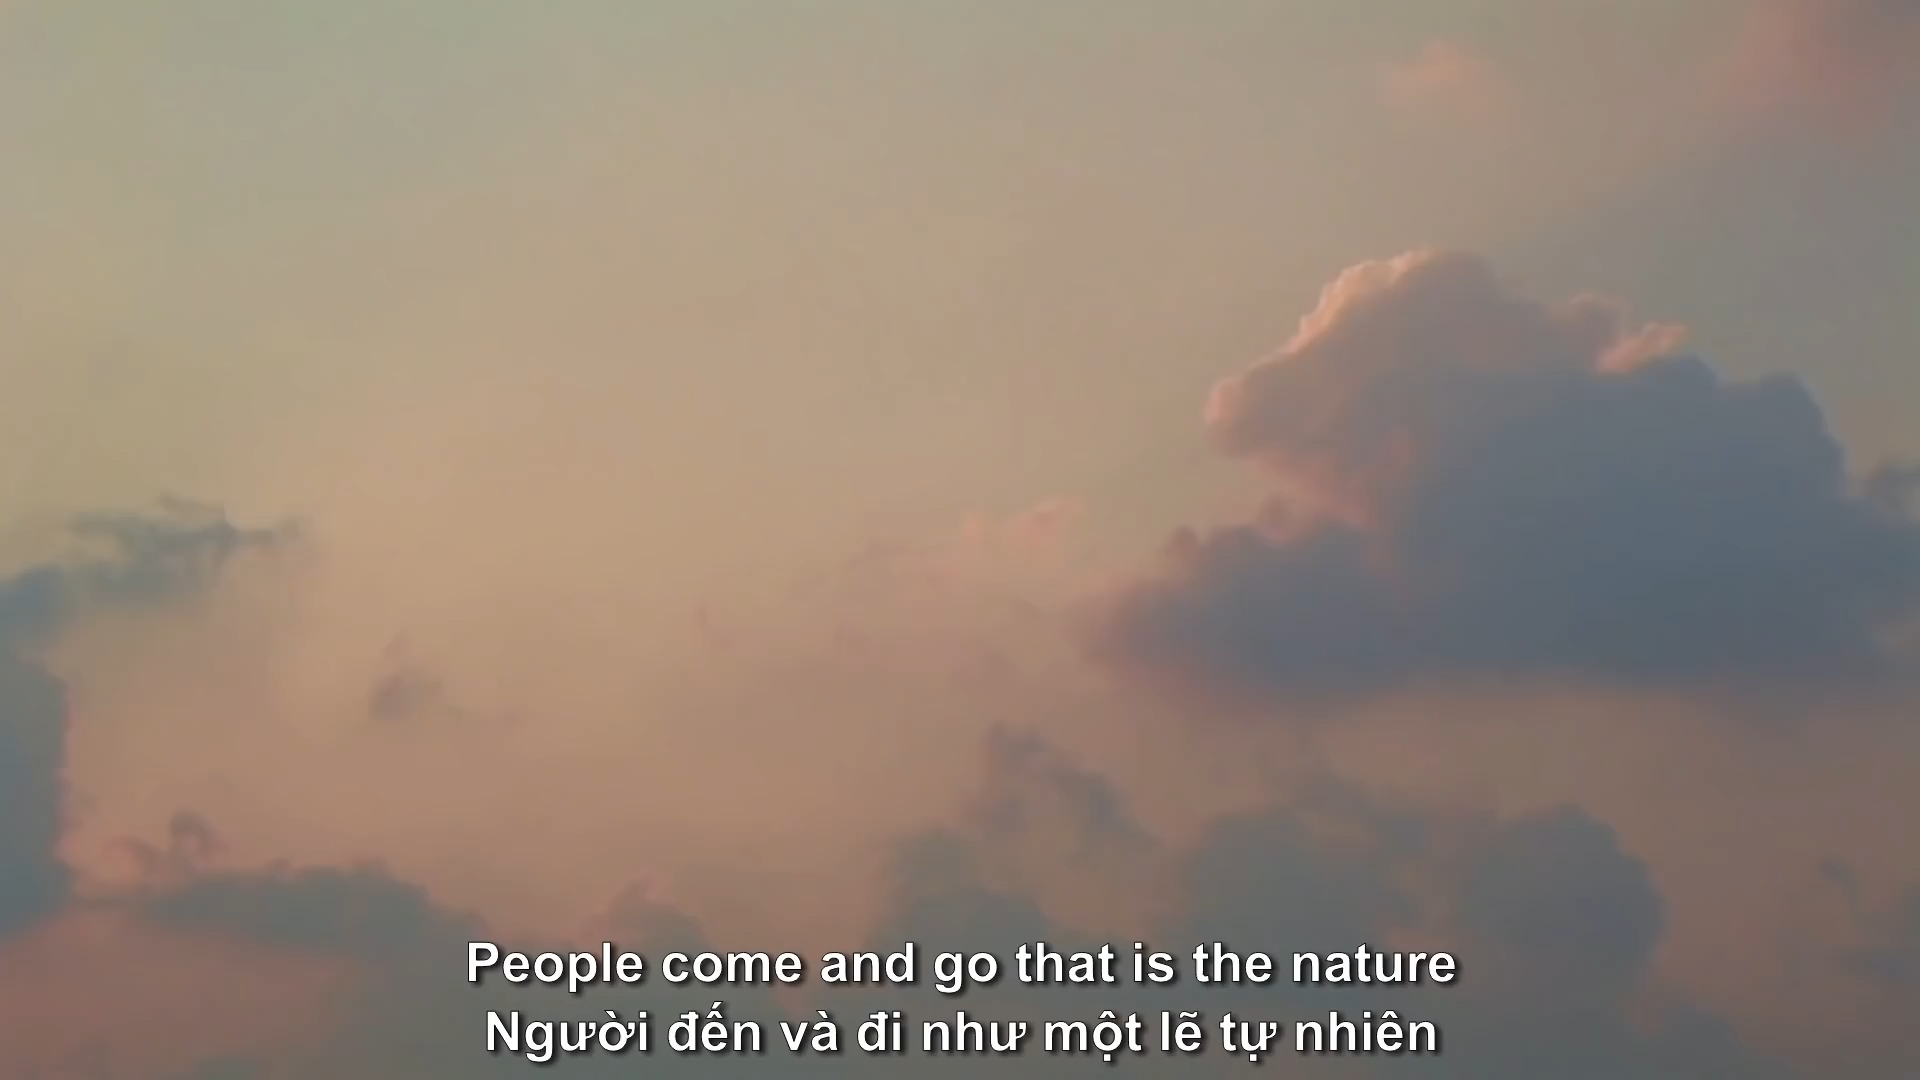 People come and go that is the nature
Người đến và đi như một lẽ tự nhiên